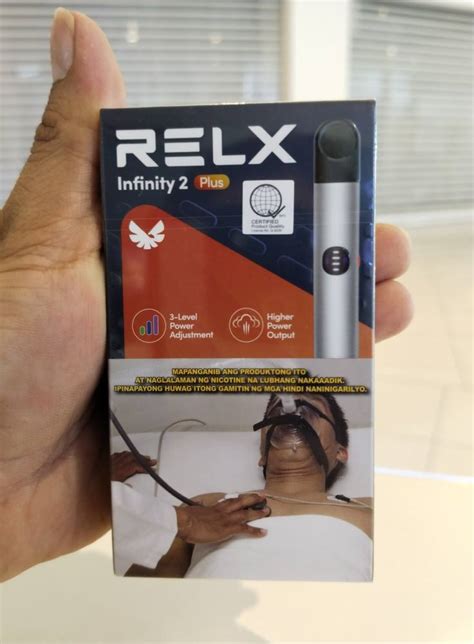 RELX
Infinity 2 Plus
CERTIFIED
Product Quality
3-Level
Power
Adjustment
Higher
Power
Output
MAPANGANIB ANG PRODUKTONG ITO
AT NAGLALAMAN NG NICOTINE NA LUBHANG NAKAAADIK.
IPINAPAYONG HUWAG ITONG GAMITIN NG MGA HINDI NANINIGARILYO.